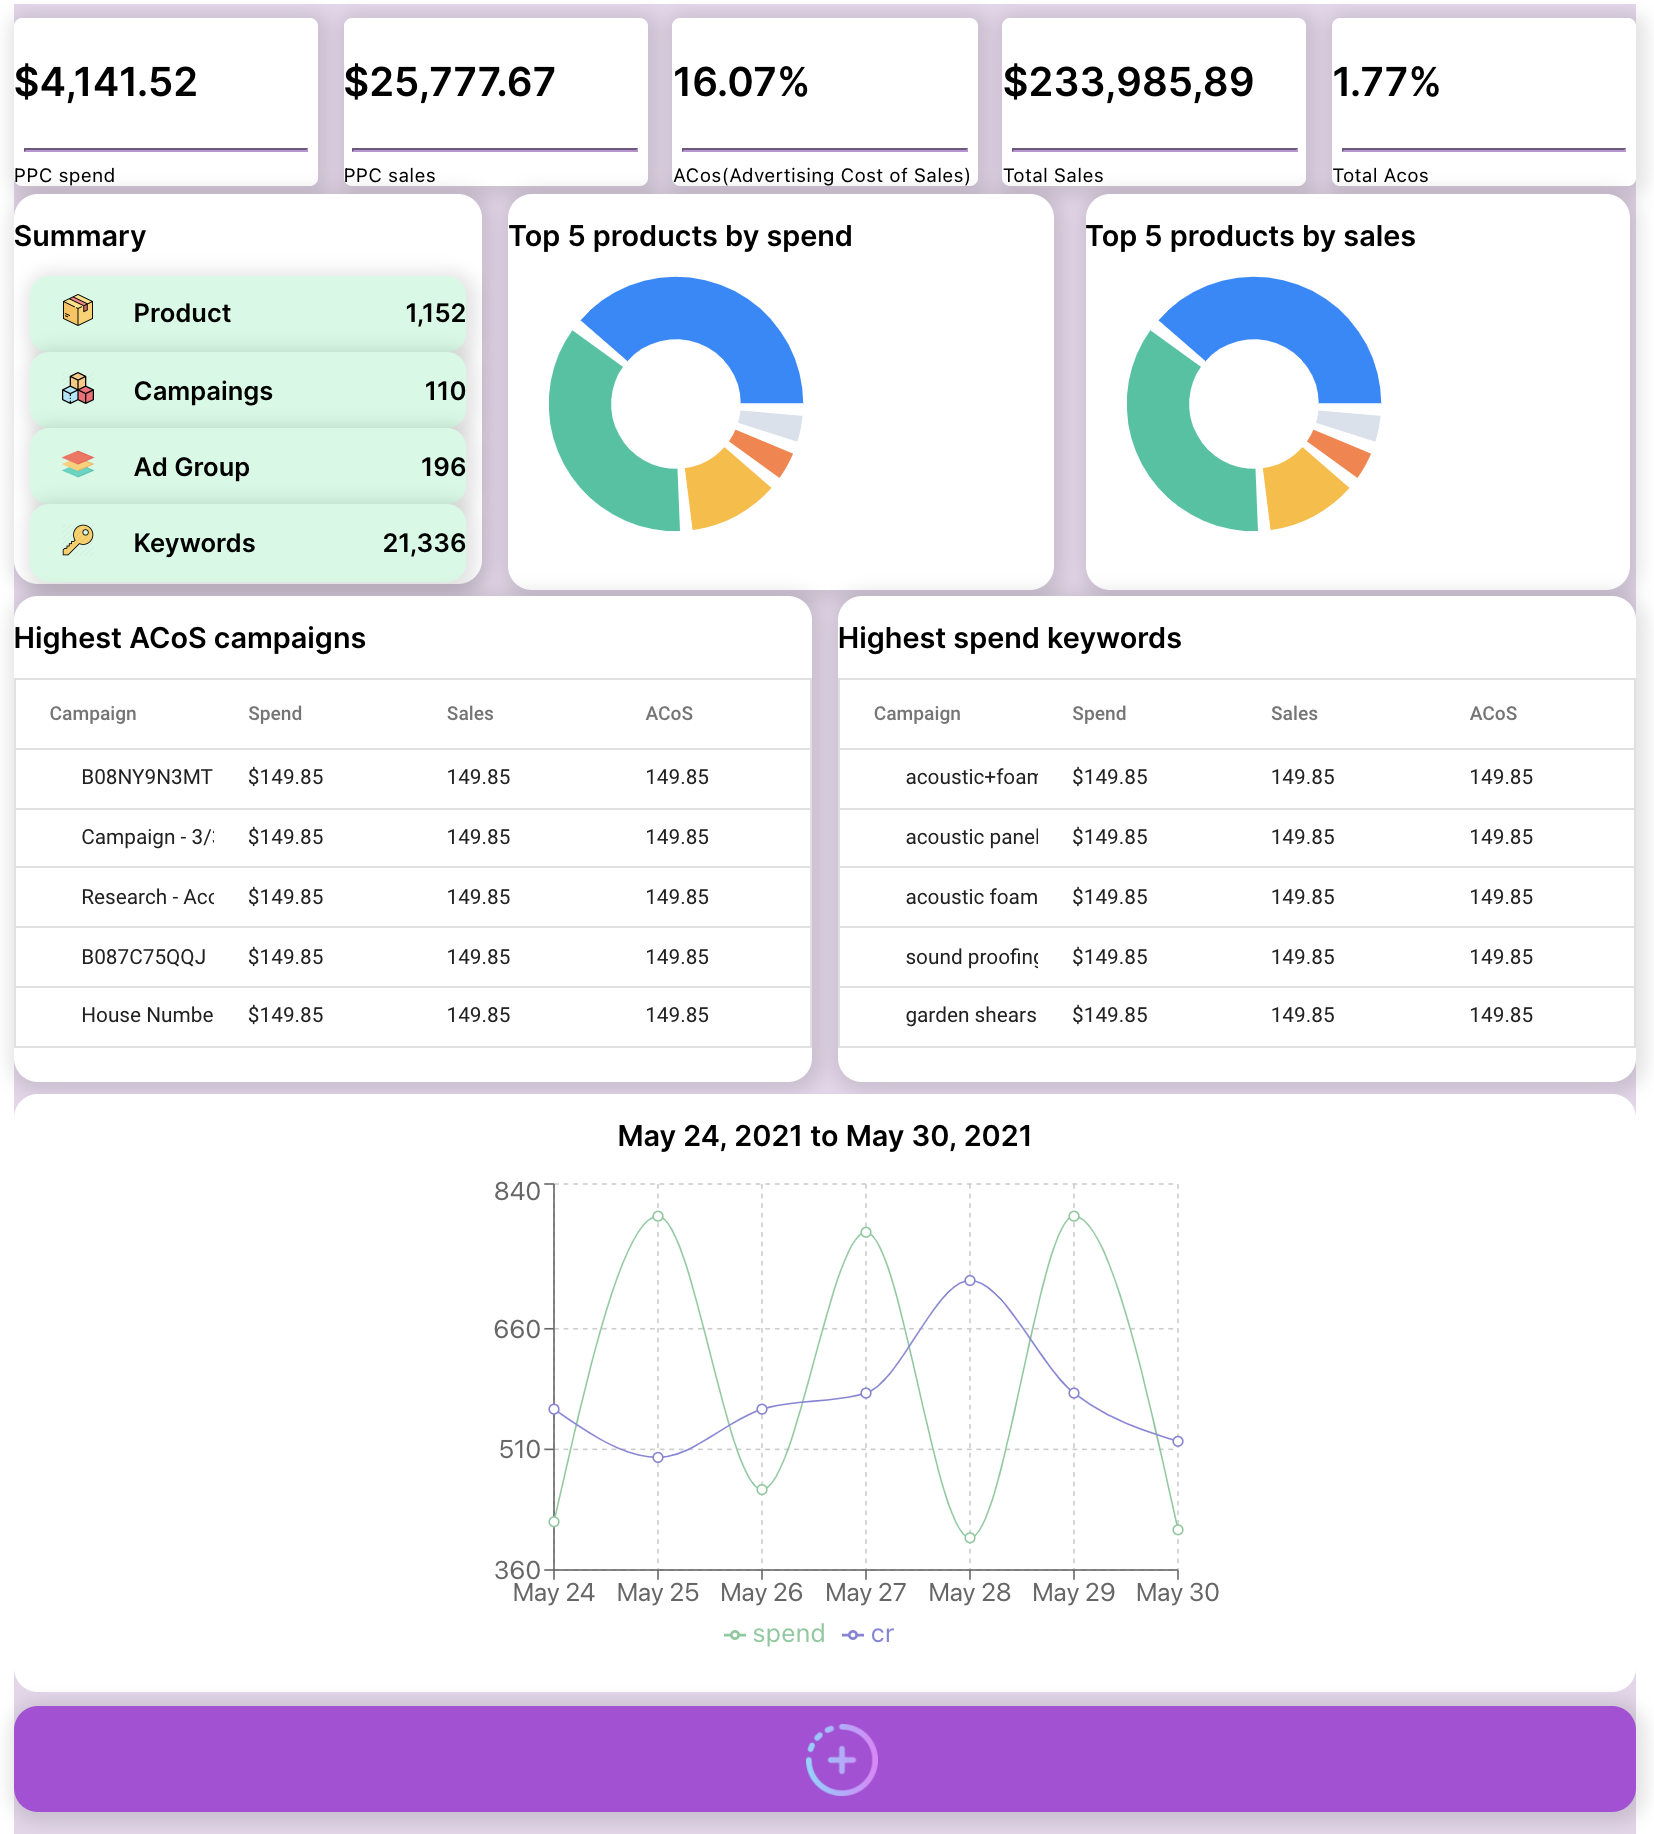 $4,141.52
PPC spend
$25,777.67
PPC sales
16.07%
ACos(Advertising Cost of Sales)
$233,985,89
Total Sales
1.77%
Total Acos
Summary
Product 1,152
Campaings 110
Ad Group 196
Keywords 21,336
Top 5 products by spend
Top 5 products by sales
Highest ACoS campaigns
Campaign Spend Sales ACoS
B08NY9N3MT $149.85 149.85 149.85
Campaign - 3/ $149.85 149.85 149.85
Research - Acc $149.85 149.85 149.85
B087C75QQJ $149.85 149.85 149.85
House Numbe $149.85 149.85 149.85
Highest spend keywords
Campaign Spend Sales ACoS
acoustic+foam $149.85 149.85 149.85
acoustic panel $149.85 149.85 149.85
acoustic foam $149.85 149.85 149.85
sound proofing $149.85 149.85 149.85
garden shears $149.85 149.85 149.85
May 24, 2021 to May 30, 2021
840
660
510
360
May 24 May 25 May 26 May 27 May 28 May 29 May 30
spend cr